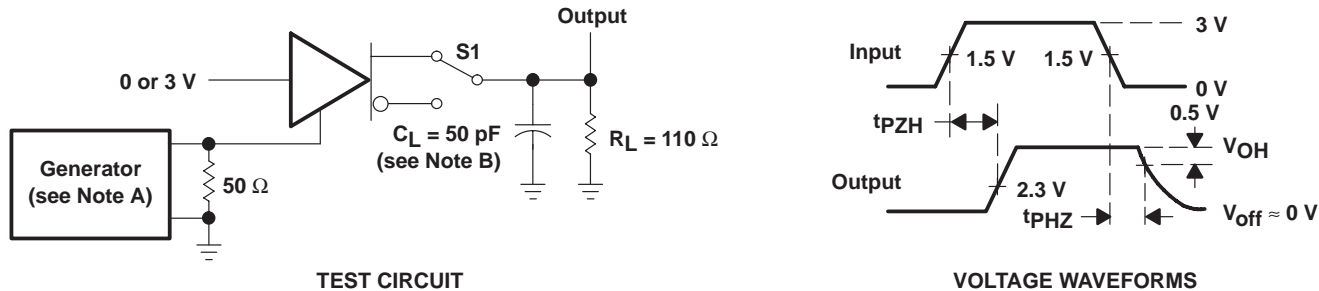 Output
S1
0 or 3 V
Generator
(see Note A)
50 Ω
CL = 50 pF
(see Note B)
RL = 110 Ω
TEST CIRCUIT
Input
3 V
1.5 V
1.5 V
0 V
0.5 V
tPZH
VOH
Output
2.3 V
tPHZ
Voff ≈ 0 V
VOLTAGE WAVEFORMS